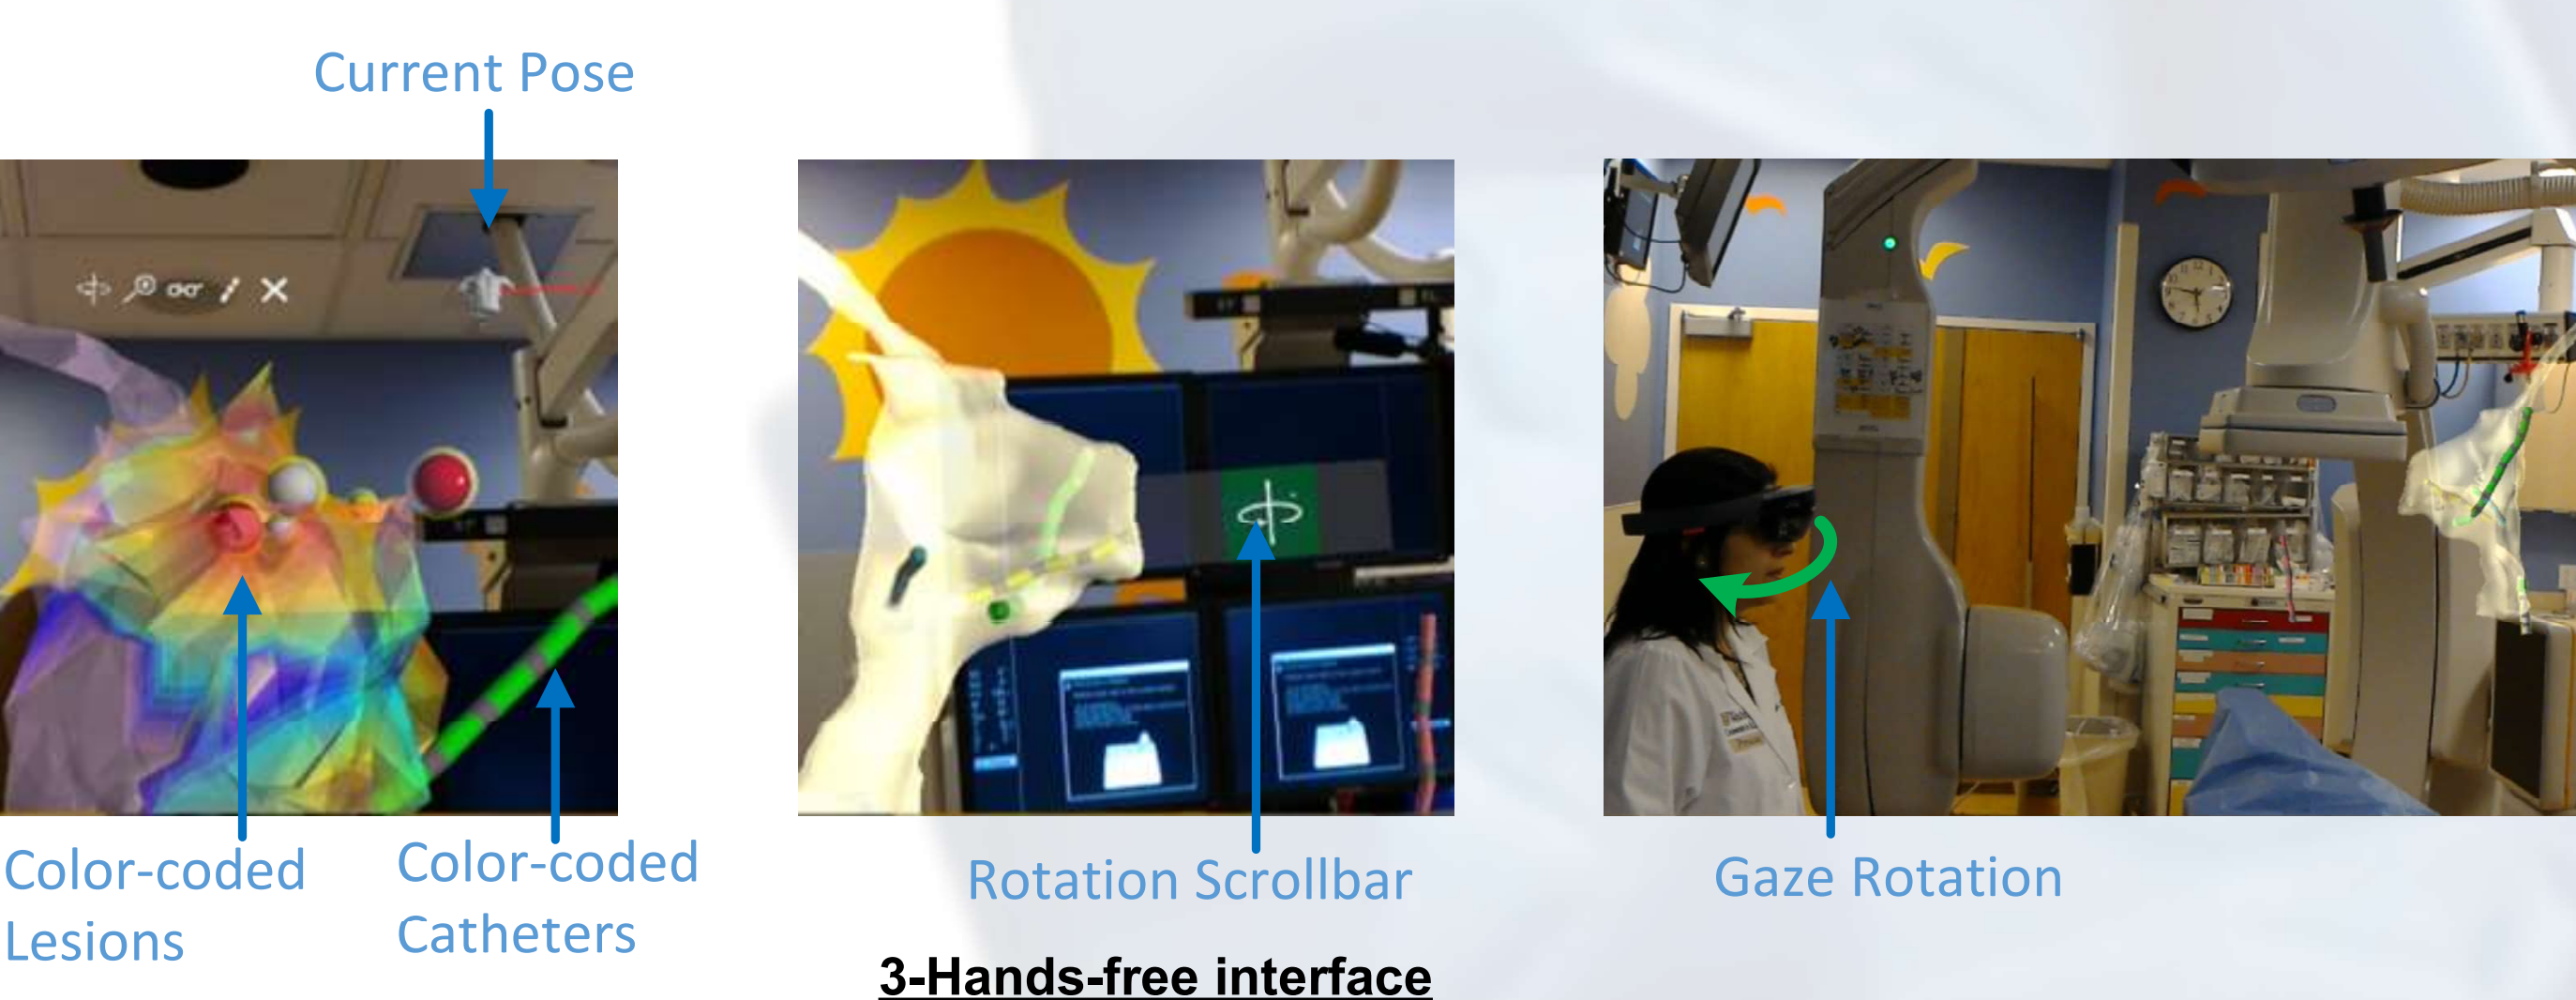 Current Pose
Color-coded
Lesions
Color-coded
Catheters
Rotation Scrollbar
Gaze Rotation
3-Hands-free interface